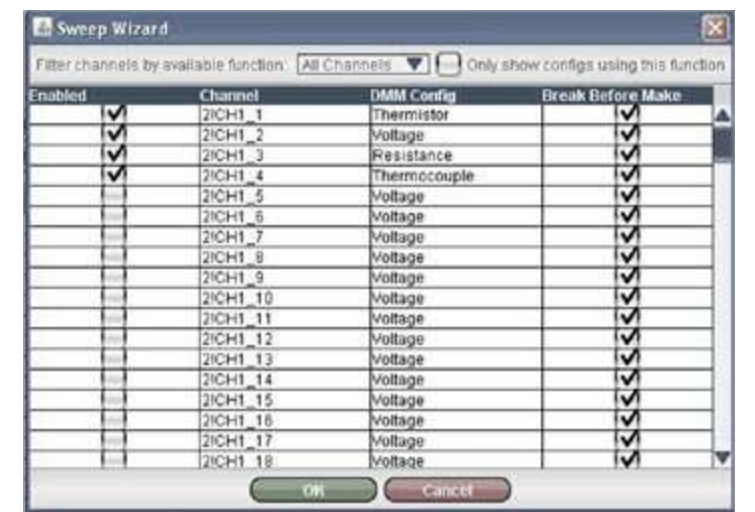 Sweep Wizard
Filter channels by available function: All Channels Only show configs using this function
Enabled Channel DMM Config Break Before Make
2!CH1_1 Thermistor
2!CH1_2 Voltage
2!CH1_3 Resistance
2!CH1_4 Thermocouple
2!CH1_5 Voltage
2!CH1_6 Voltage
2!CH1_7 Voltage
2!CH1_8 Voltage
2!CH1_9 Voltage
2!CH1_10 Voltage
2!CH1_11 Voltage
2!CH1_12 Voltage
2!CH1_13 Voltage
2!CH1_14 Voltage
2!CH1_15 Voltage
2!CH1_16 Voltage
2!CH1_17 Voltage
2!CH1_18 Voltage
OK Cancel